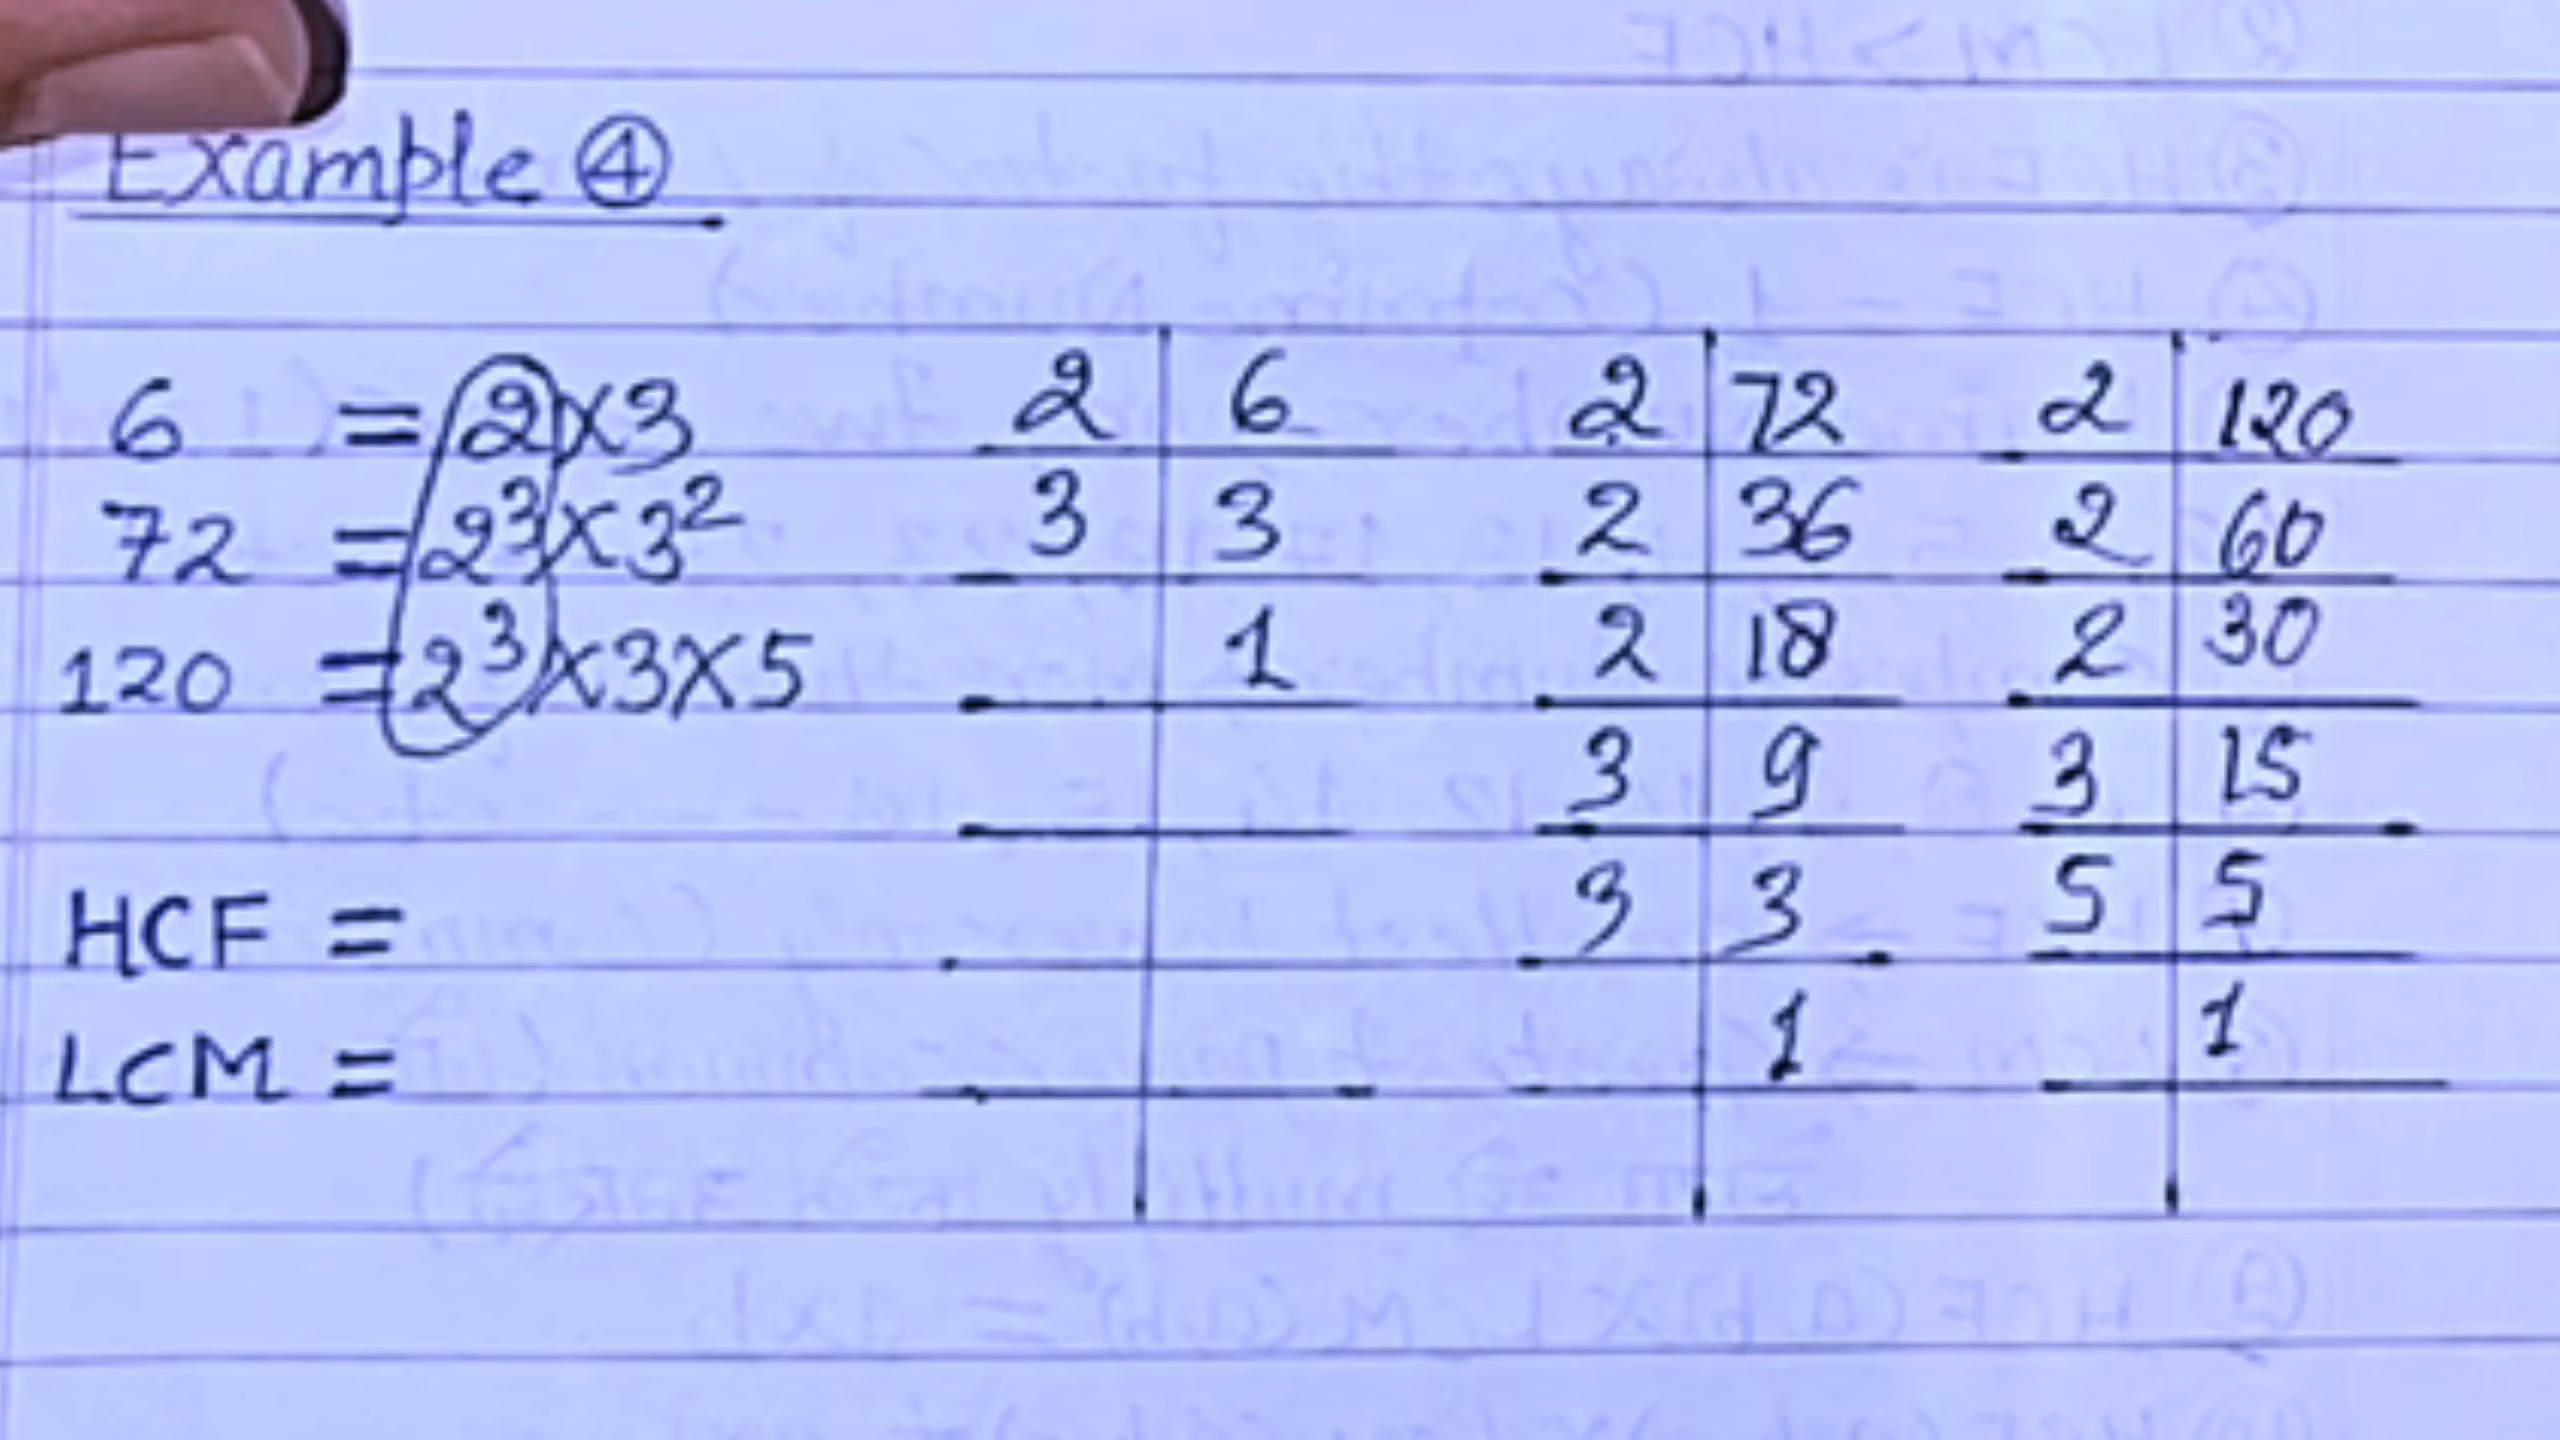 Example ④
6 = 2×3
72 = 2³×3²
120 = 2³×3×5
HCF =
LCM =
2 6
3 3
1
2 72
2 36
2 18
3 9
3 3
1
2 120
2 60
2 30
3 15
5 5
1